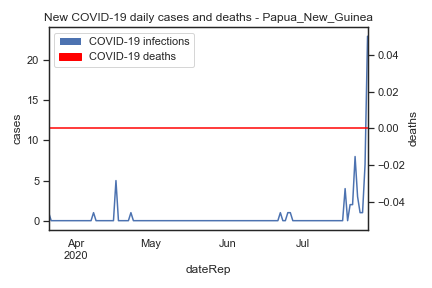 New COVID-19 daily cases and deaths - Papua_New_Guinea
COVID-19 infections
COVID-19 deaths
20
15
10
5
0
cases
0.04
0.02
0.00
−0.02
−0.04
deaths
Apr
2020
May
Jun
Jul
dateRep